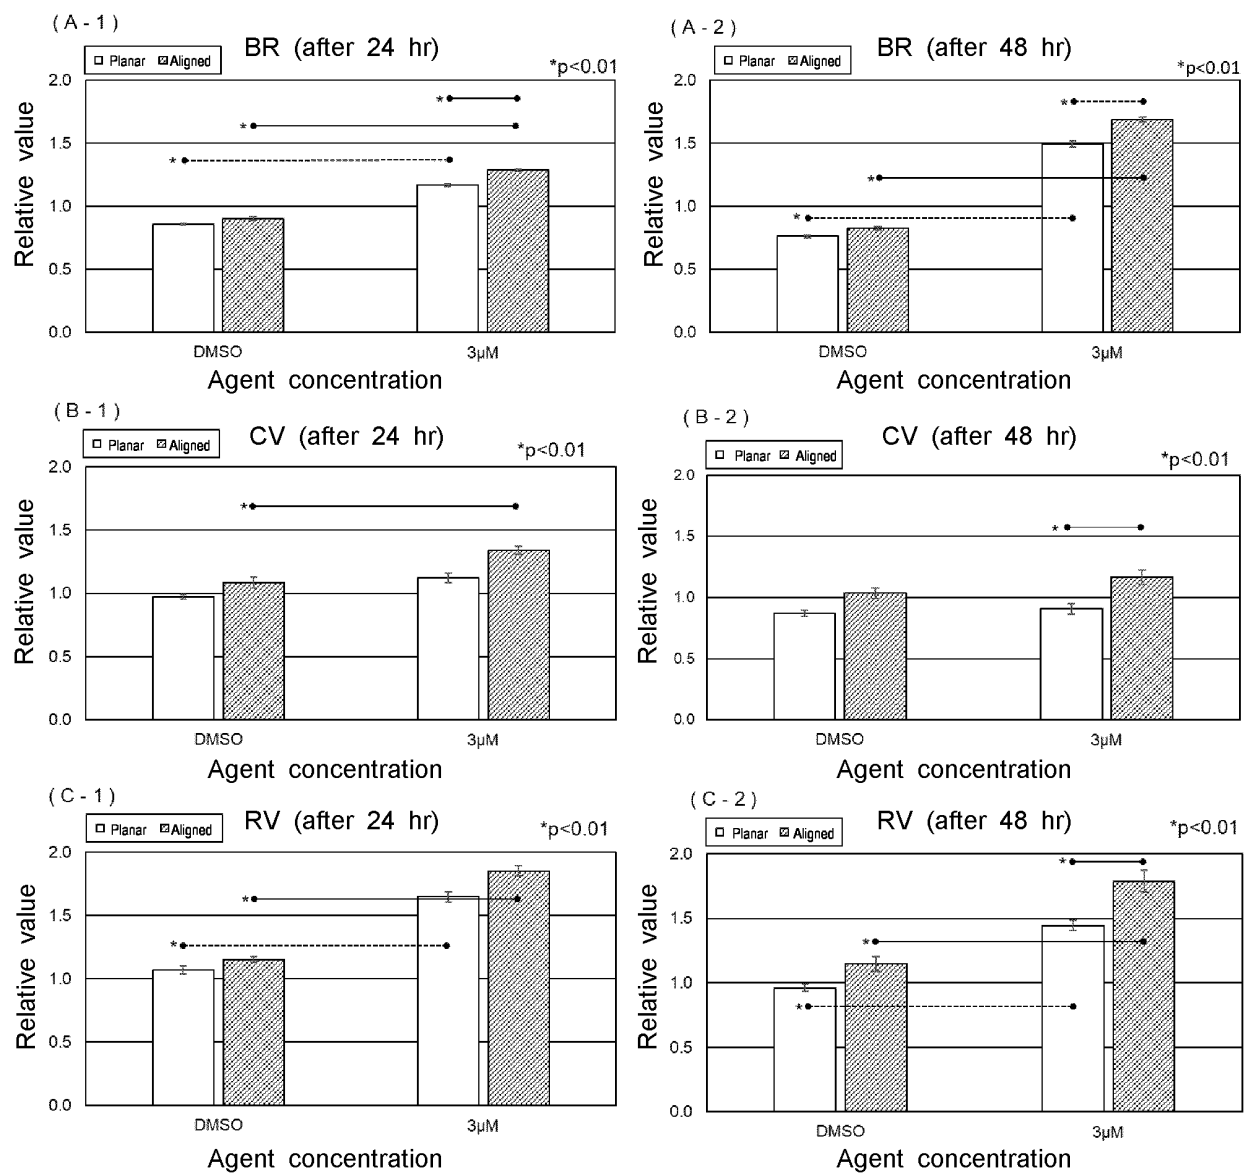 ( A - 1 )
BR (after 24 hr)
Planar Aligned
*p<0.01
Relative value
2.0
*
*
1.5
*
1.0
0.5
0.0
DMSO
3μM
Agent concentration
( A - 2 )
BR (after 48 hr)
Planar Aligned
*p<0.01
Relative value
2.0
*
1.5
*
*
1.0
0.5
0.0
DMSO
3μM
Agent concentration
( B - 1 )
CV (after 24 hr)
Planar Aligned
*p<0.01
Relative value
2.0
*
1.5
1.0
0.5
0.0
DMSO
3μM
Agent concentration
( B - 2 )
CV (after 48 hr)
Planar Aligned
*p<0.01
Relative value
2.0
*
1.5
1.0
0.5
0.0
DMSO
3μM
Agent concentration
( C - 1 )
RV (after 24 hr)
Planar Aligned
*p<0.01
Relative value
2.0
*
1.5
*
1.0
0.5
0.0
DMSO
3μM
Agent concentration
( C - 2 )
RV (after 48 hr)
Planar Aligned
*p<0.01
Relative value
2.0
*
1.5
*
1.0
*
0.5
0.0
DMSO
3μM
Agent concentration